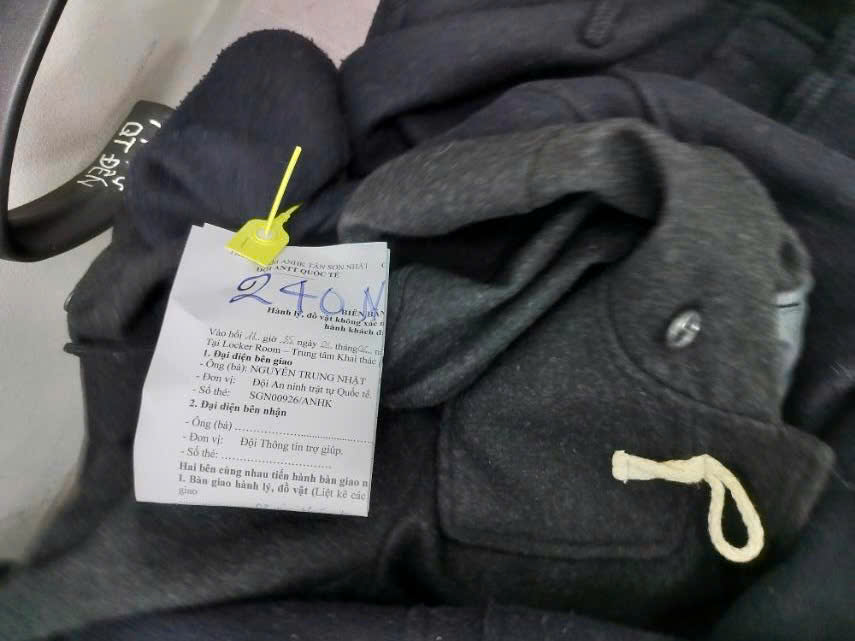 QT-ĐEN
ANHK TÂN SƠN NHẤT
ĐỘI ANTT QUỐC TẾ
240
BIÊN BẢN
Hành lý, đồ vật không xác
hành khách
Vào hồi giờ ngày tháng
Tại Locker Room – Trung tâm Khai thác
1. Đại diện bên giao
- Ông (bà): NGUYỄN TRUNG NHẬT
- Đơn vị: Đội An ninh trật tự Quốc tế.
- Số thẻ: SGN00926/ANHK
2. Đại diện bên nhận
- Ông (bà) ..............................
- Đơn vị: Đội Thông tin trợ giúp.
- Số thẻ: ..............................
Hai bên cùng nhau tiến hành bàn giao
1. Bàn giao hành lý, đồ vật (Liệt kê các
giao